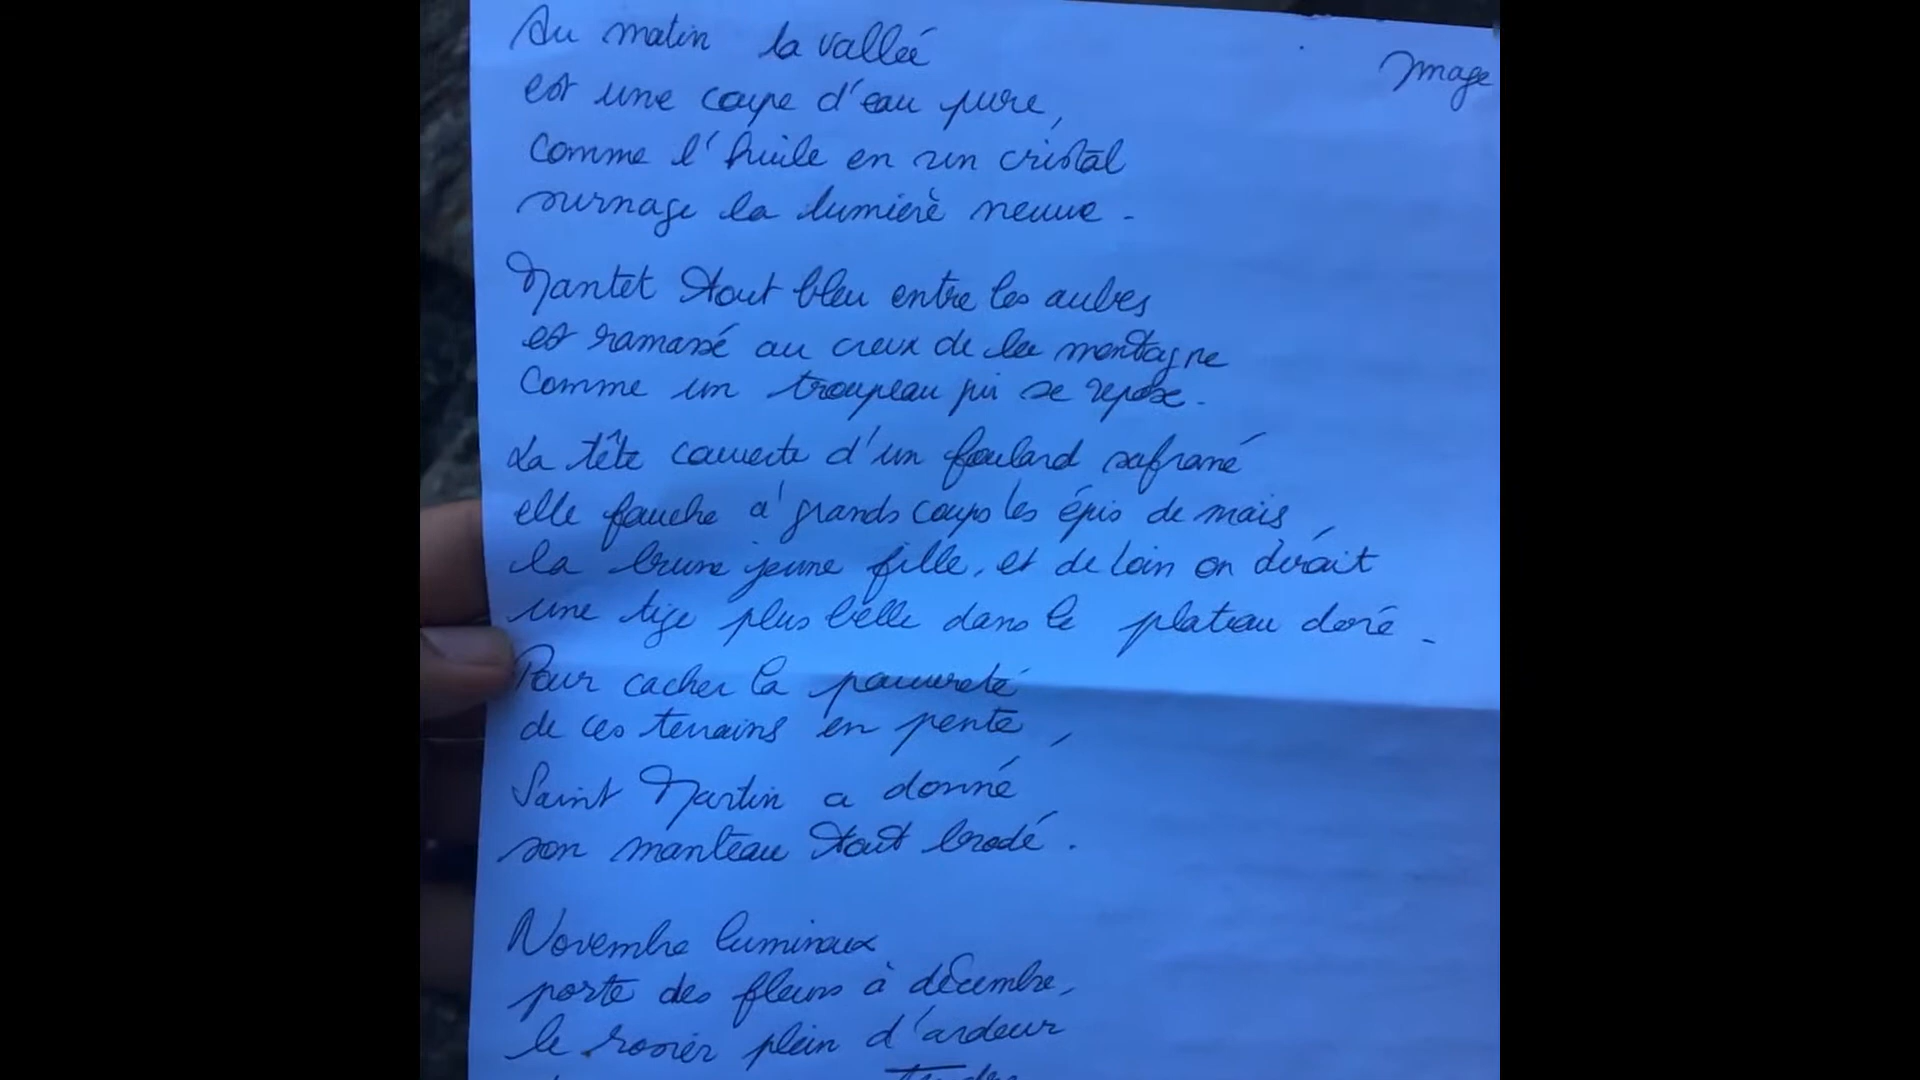 Image
Au matin la valleé
est une coupe d'eau pure,
comme l'huile en un cristal
surnage la lumierè neuve -
Mantet tout bleu entre les aubes
est ramassé au creux de la montagne
comme un troupeau qui se repose.
La tête couverte d'un foulard safrané
elle fauche a' grands coups les épis de mais,
la brune jeune fille, et de loin on dirait
une tige plus belle dans le plateau doré -
Pour cacher la pauvreté
de ces terrains en pente,
Saint Martin a donné
son manteau tout brodé.
Novembre lumineux
porte des fleurs à décembre,
le rosier plein d'ardeur